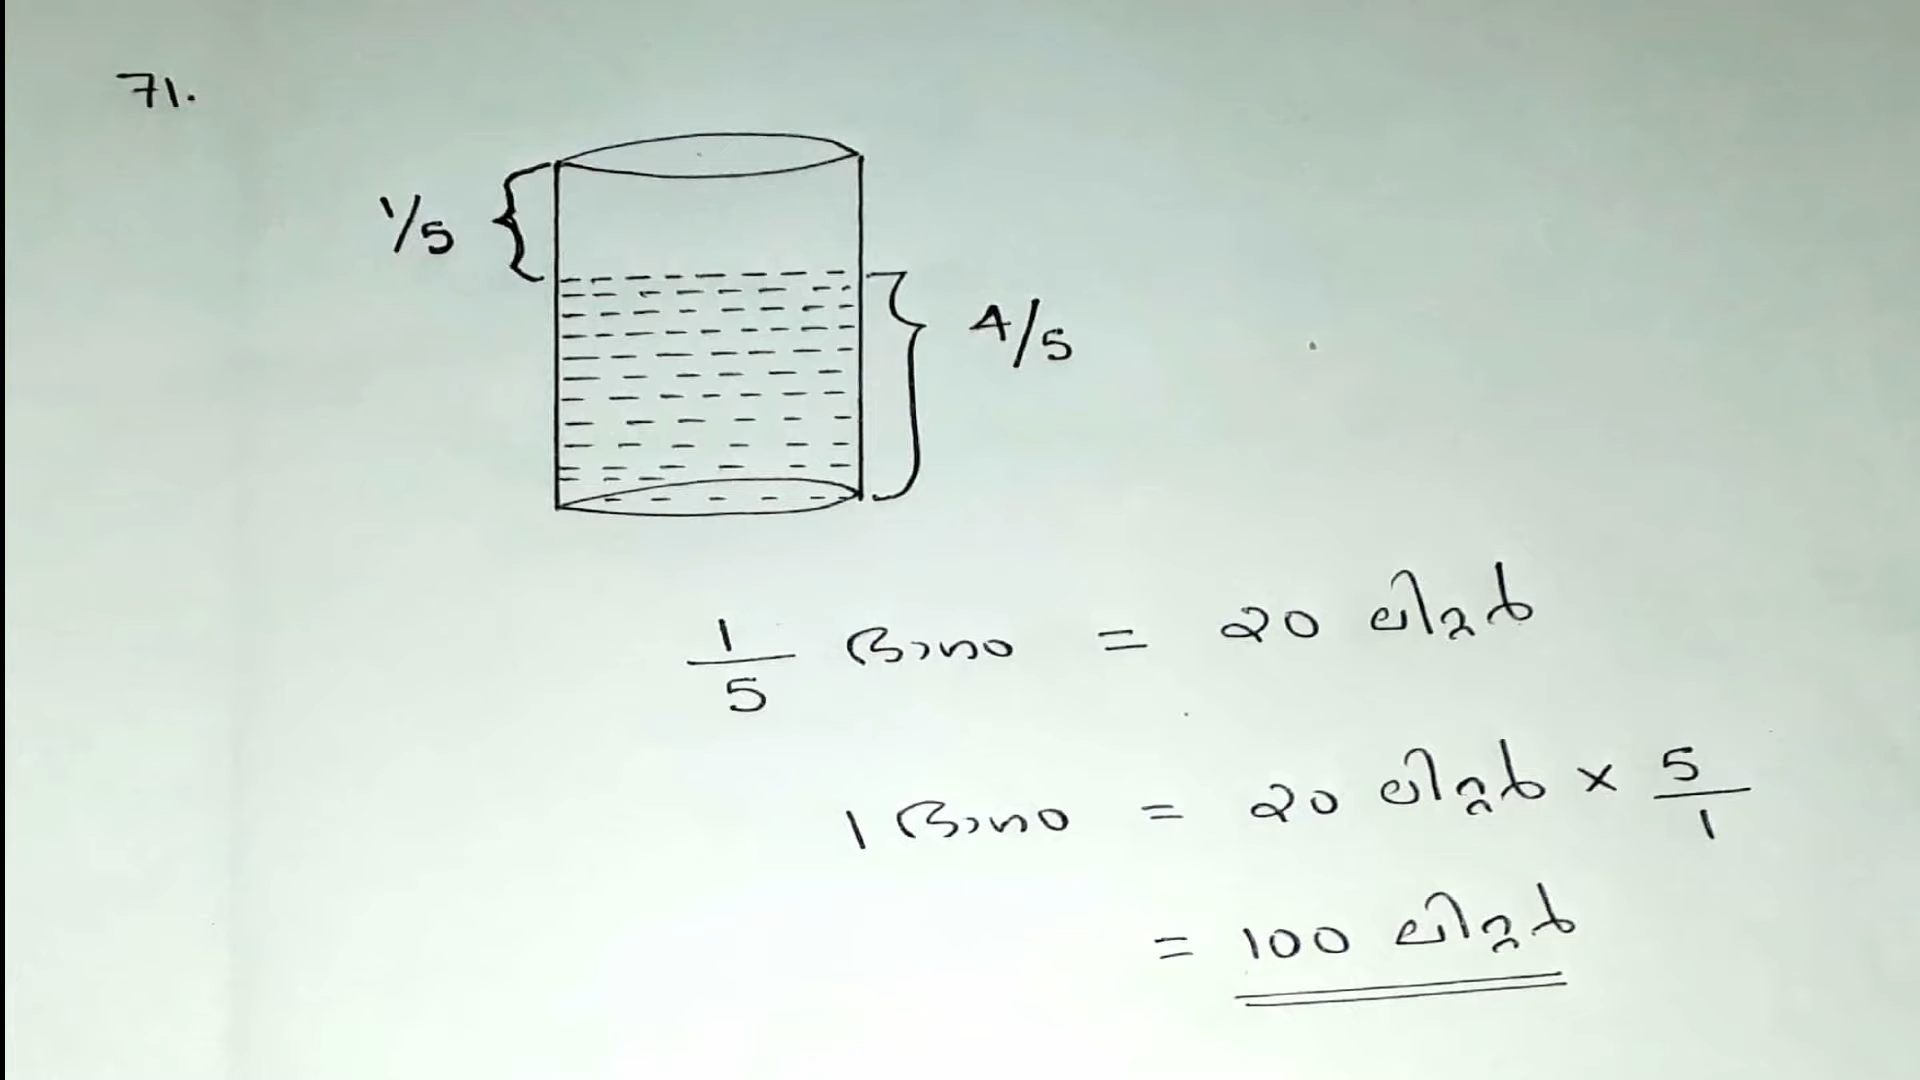 71.
1/5
4/5
1/5 ഭാഗം = 20 ലിറ്റർ
1 ഭാഗം = 20 ലിറ്റർ × 5/1
= 100 ലിറ്റർ